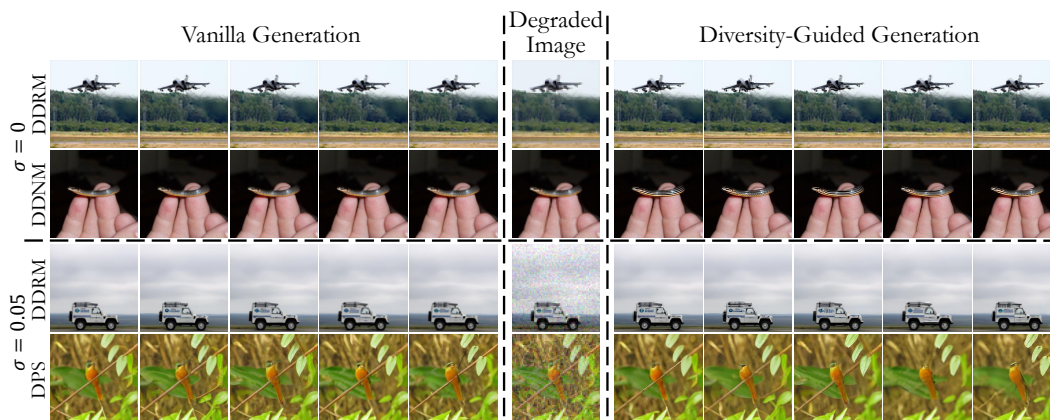 Vanilla Generation
Degraded
Image
Diversity-Guided Generation
σ = 0
DDRM
DDNM
σ = 0.05
DDRM
DPS